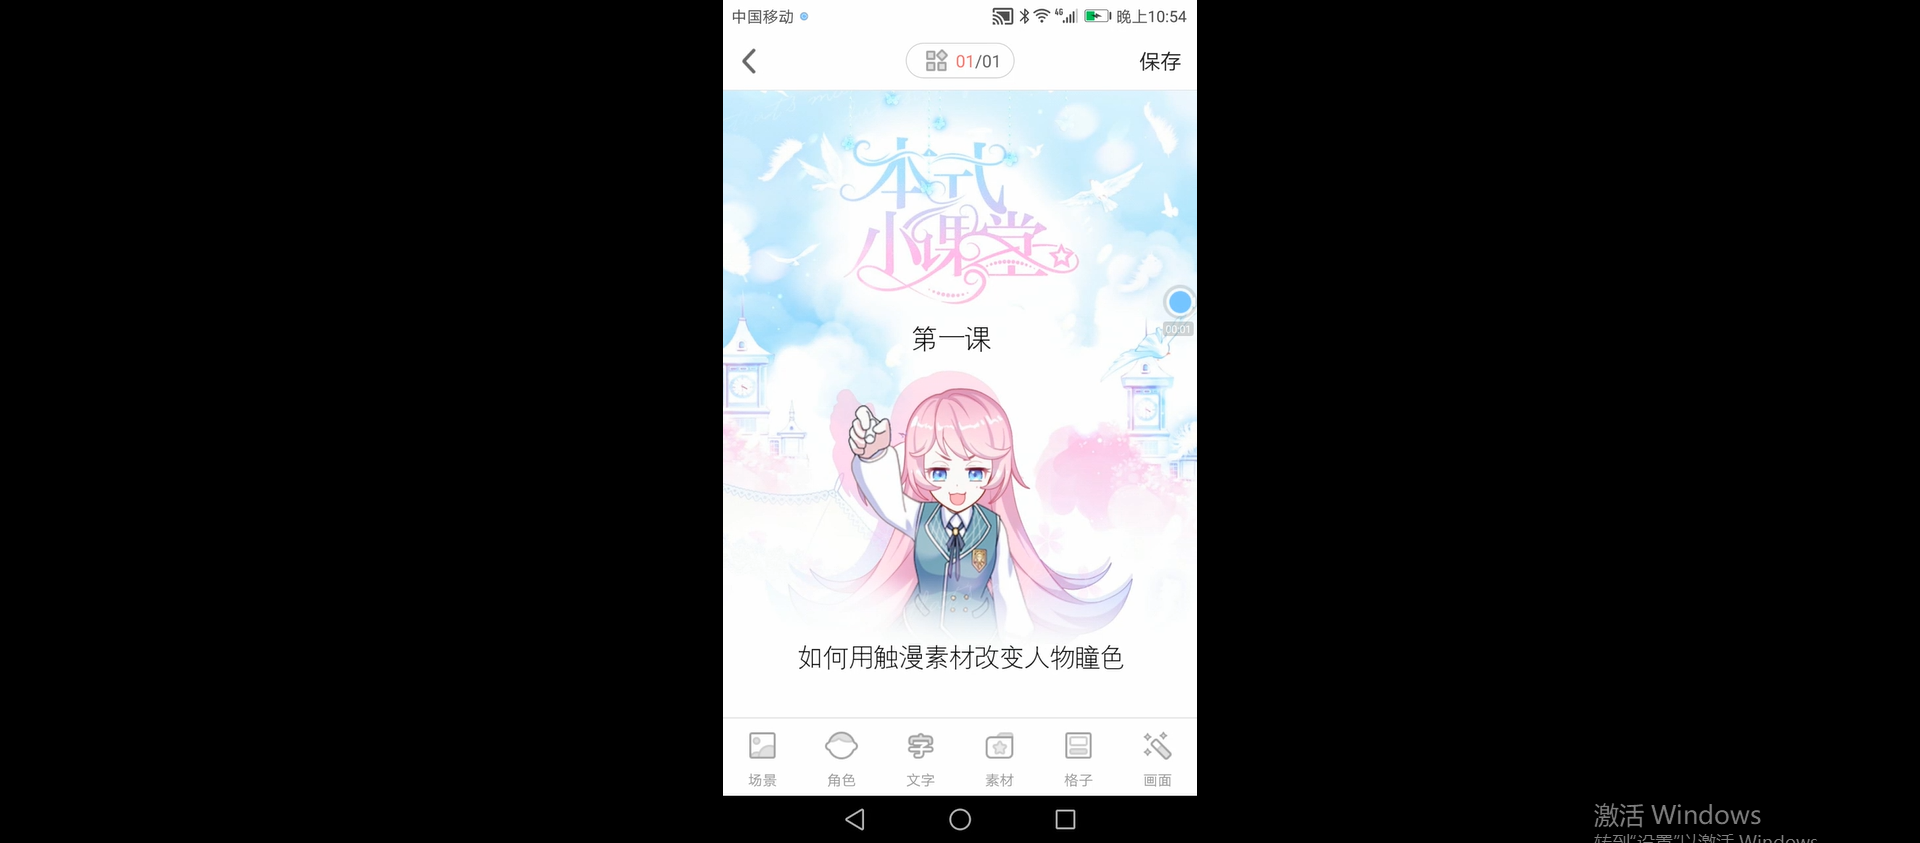 中国移动
4G
晚上10:54
01/01
保存
本式
小课堂
第一课
00:01
如何用触漫素材改变人物瞳色
场景
角色
文字
素材
格子
画面
激活 Windows
转到"设置"以激活 Windows